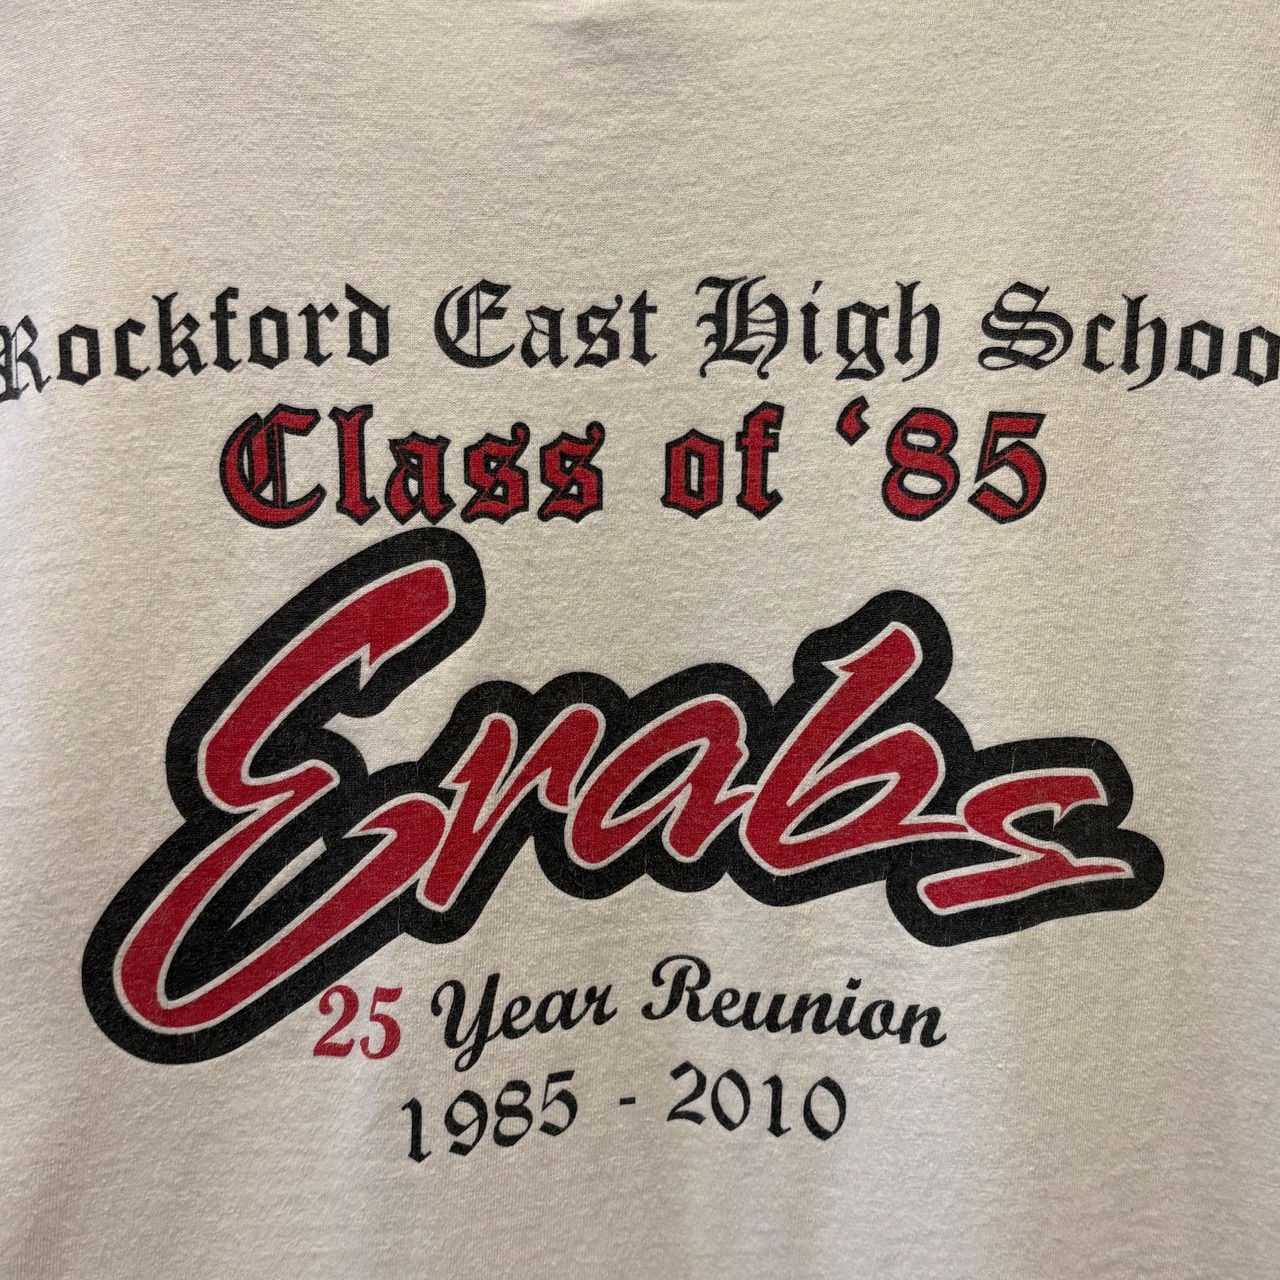 Rockford East High Schoo
Class of ‘85
Erabs
25 Year Reunion
1985 - 2010